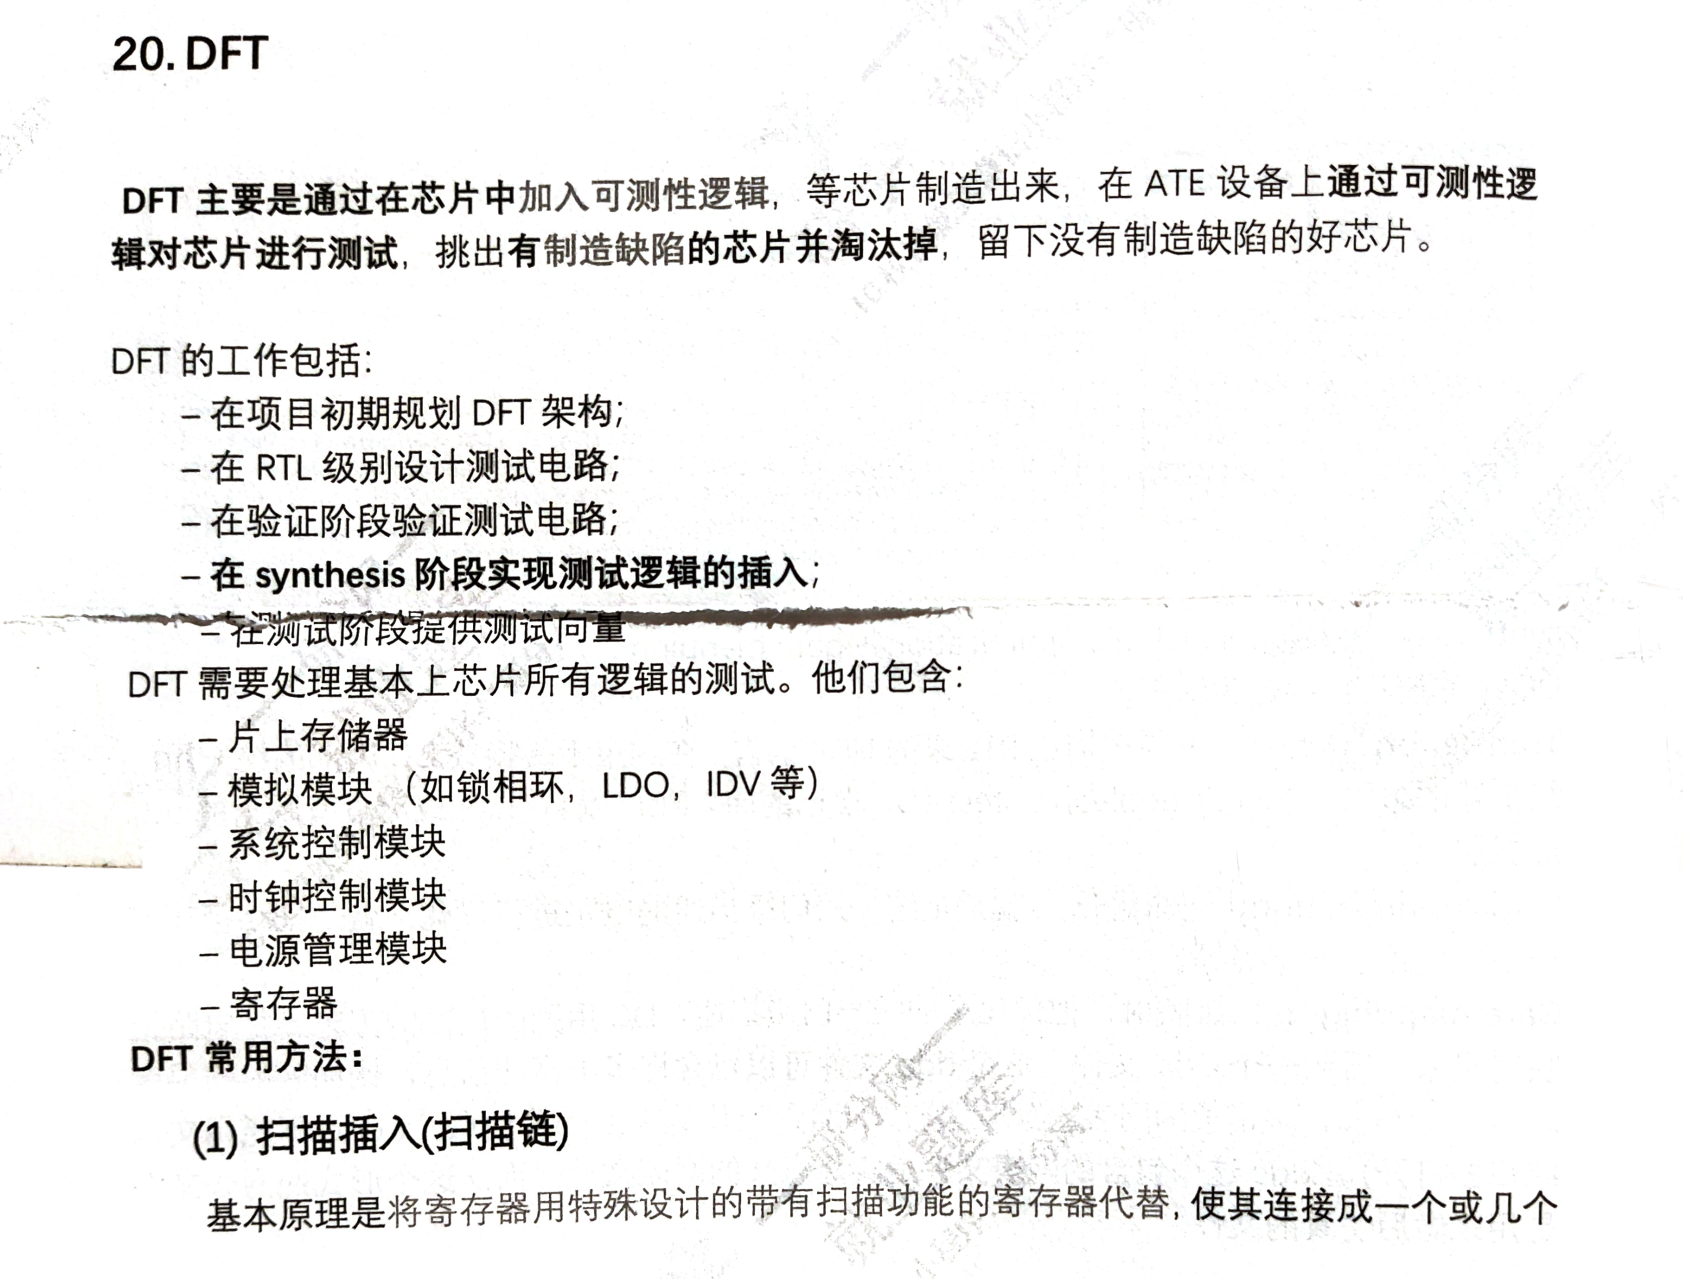 20. DFT
DFT 主要是通过在芯片中加入可测性逻辑，等芯片制造出来，在 ATE 设备上通过可测性逻
辑对芯片进行测试，挑出有制造缺陷的芯片并淘汰掉，留下没有制造缺陷的好芯片。
DFT 的工作包括：
– 在项目初期规划 DFT 架构；
– 在 RTL 级别设计测试电路；
– 在验证阶段验证测试电路；
– 在 synthesis 阶段实现测试逻辑的插入；
– 在测试阶段提供测试向量
DFT 需要处理基本上芯片所有逻辑的测试。他们包含：
– 片上存储器
– 模拟模块（如锁相环，LDO，IDV 等）
– 系统控制模块
– 时钟控制模块
– 电源管理模块
– 寄存器
DFT 常用方法：
(1) 扫描插入(扫描链)
基本原理是将寄存器用特殊设计的带有扫描功能的寄存器代替, 使其连接成一个或几个